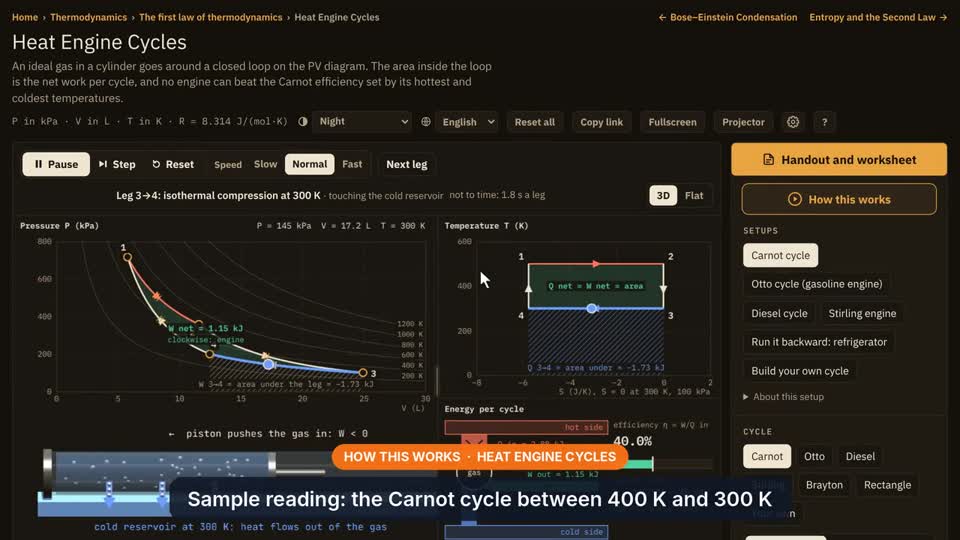 Home › Thermodynamics › The first law of thermodynamics › Heat Engine Cycles
← Bose–Einstein Condensation Entropy and the Second Law →
Heat Engine Cycles
An ideal gas in a cylinder goes around a closed loop on the PV diagram. The area inside the loop
is the net work per cycle, and no engine can beat the Carnot efficiency set by its hottest and
coldest temperatures.
P in kPa · V in L · T in K · R = 8.314 J/(mol·K)
Night
English
Reset all
Copy link
Fullscreen
Projector
?
Pause
Step
Reset
Speed
Slow
Normal
Fast
Next leg
Leg 3→4: isothermal compression at 300 K · touching the cold reservoir not to time: 1.8 s a leg
3D
Flat
Pressure P (kPa)
P = 145 kPa V = 17.2 L T = 300 K
800
600
400
200
0
1
3
W net = 1.15 kJ
clockwise: engine
1200 K
1000 K
800 K
600 K
400 K
200 K
W 3→4 = area under the leg = −1.73 kJ
0 5 10 15 20 25 30
V (L)
Temperature T (K)
600
400
200
0
1
2
4
3
Q net = W net = area
Q 3→4 = area under = −1.73 kJ
−8 −6 −4 −2 0 2
S (J/K), S = 0 at 300 K, 100 kPa
← piston pushes the gas in: W < 0
cold reservoir at 300 K: heat flows out of the gas
Energy per cycle
hot side
efficiency η = W/Q in
40.0%
gas
W out = 1.15 kJ
cold side
Handout and worksheet
How this works
SETUPS
Carnot cycle
Otto cycle (gasoline engine)
Diesel cycle
Stirling engine
Run it backward: refrigerator
Build your own cycle
About this setup
CYCLE
Carnot
Otto
Diesel
Brayton
Rectangle
HOW THIS WORKS · HEAT ENGINE CYCLES
Sample reading: the Carnot cycle between 400 K and 300 K